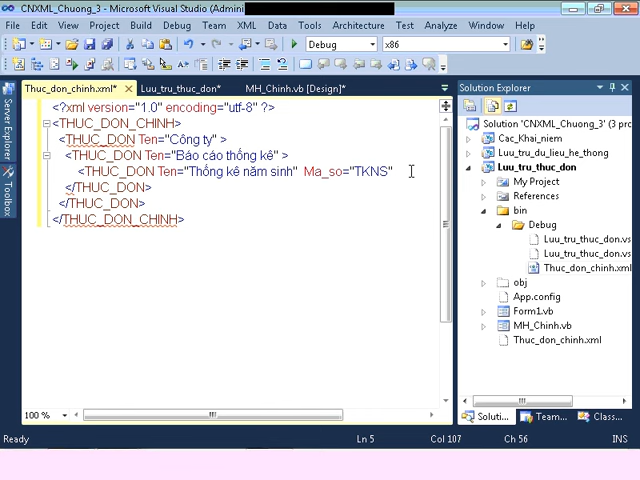 CNXML_Chuong_3 - Microsoft Visual Studio (Admini
File Edit View Project Build Debug Team XML Data Tools Architecture Test Analyze Window Help
Debug x86
Thuc_don_chinh.xml* Luu_tru_thuc_don* MH_Chinh.vb [Design]*
<?xml version="1.0" encoding="utf-8" ?>
<THUC_DON_CHINH>
<THUC_DON Ten="Công ty" >
<THUC_DON Ten="Báo cáo thống kê" >
<THUC_DON Ten="Thống kê năm sinh" Ma_so="TKNS"
</THUC_DON>
</THUC_DON>
</THUC_DON_CHINH>
100 %
Server Explorer
Toolbox
Solution Explorer
Solution 'CNXML_Chuong_3' (3 proj
Cac_Khai_niem
Luu_tru_du_lieu_he_thong
Luu_tru_thuc_don
My Project
References
bin
Debug
Luu_tru_thuc_don.vs
Luu_tru_thuc_don.vs
Thuc_don_chinh.xml
obj
App.config
Form1.vb
MH_Chinh.vb
Thuc_don_chinh.xml
Soluti... Team... Class...
Ready Ln 5 Col 107 Ch 56 INS